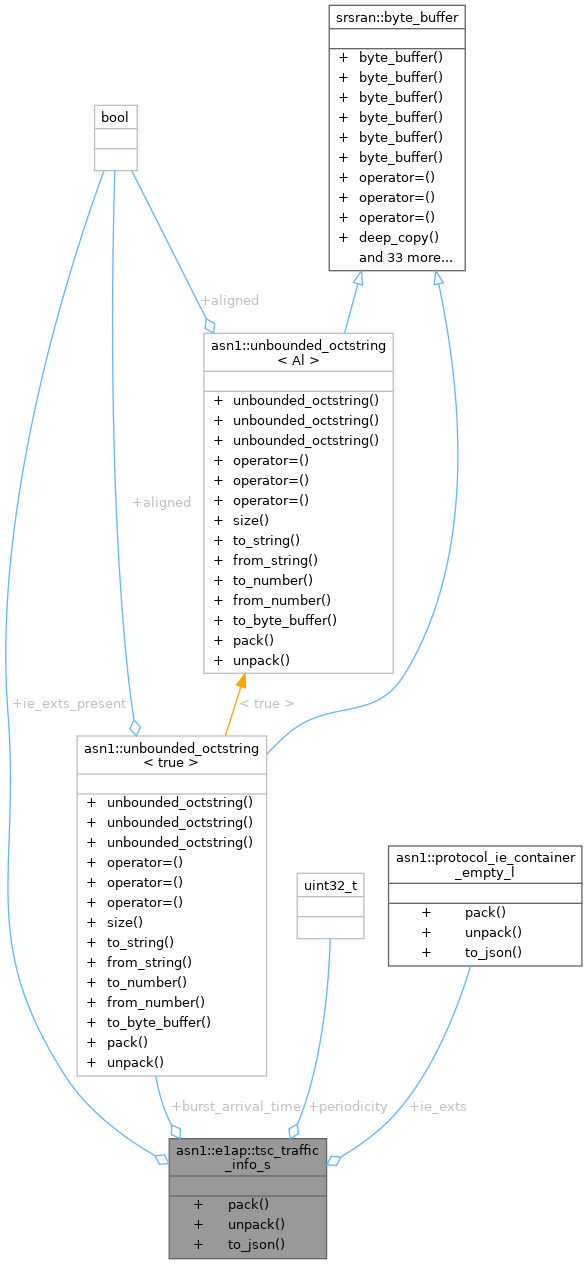 srsran::byte_buffer
+ byte_buffer()
+ byte_buffer()
+ byte_buffer()
+ byte_buffer()
+ byte_buffer()
+ byte_buffer()
+ operator=()
+ operator=()
+ operator=()
+ deep_copy()
and 33 more...
bool
+aligned
asn1::unbounded_octstring
< Al >
+ unbounded_octstring()
+ unbounded_octstring()
+ unbounded_octstring()
+ operator=()
+ operator=()
+ operator=()
+ size()
+ to_string()
+ from_string()
+ to_number()
+ from_number()
+ to_byte_buffer()
+ pack()
+ unpack()
+aligned
+ie_exts_present
< true >
asn1::unbounded_octstring
< true >
+ unbounded_octstring()
+ unbounded_octstring()
+ unbounded_octstring()
+ operator=()
+ operator=()
+ operator=()
+ size()
+ to_string()
+ from_string()
+ to_number()
+ from_number()
+ to_byte_buffer()
+ pack()
+ unpack()
uint32_t
asn1::protocol_ie_container
_empty_l
+ pack()
+ unpack()
+ to_json()
+burst_arrival_time
+periodicity
+ie_exts
asn1::e1ap::tsc_traffic
_info_s
+ pack()
+ unpack()
+ to_json()